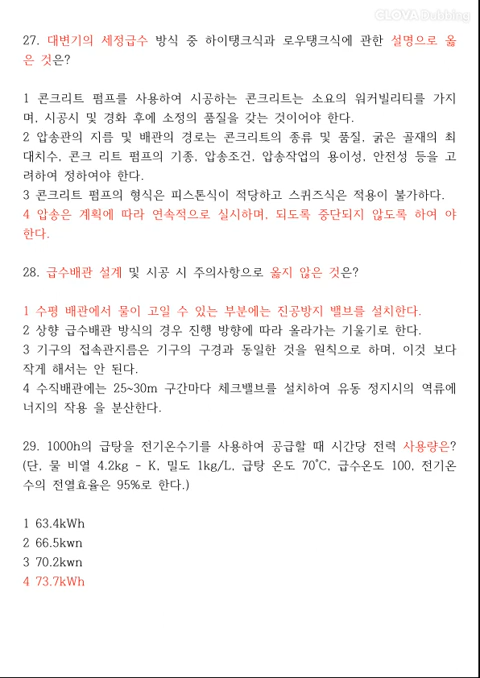 CLOVA Dubbing
27. 대변기의 세정급수 방식 중 하이탱크식과 로우탱크식에 관한 설명으로 옳
은 것은?
1 콘크리트 펌프를 사용하여 시공하는 콘크리트는 소요의 워커빌리티를 가지
며, 시공시 및 경화 후에 소정의 품질을 갖는 것이어야 한다.
2 압송관의 지름 및 배관의 경로는 콘크리트의 종류 및 품질, 굵은 골재의 최
대치수, 콘크 리트 펌프의 기종, 압송조건, 압송작업의 용이성, 안전성 등을 고
려하여 정하여야 한다.
3 콘크리트 펌프의 형식은 피스톤식이 적당하고 스퀴즈식은 적용이 불가하다.
4 압송은 계획에 따라 연속적으로 실시하며, 되도록 중단되지 않도록 하여 야
한다.
28. 급수배관 설계 및 시공 시 주의사항으로 옳지 않은 것은?
1 수평 배관에서 물이 고일 수 있는 부분에는 진공방지 밸브를 설치한다.
2 상향 급수배관 방식의 경우 진행 방향에 따라 올라가는 기울기로 한다.
3 기구의 접속관지름은 기구의 구경과 동일한 것을 원칙으로 하며, 이것 보다
작게 해서는 안 된다.
4 수직배관에는 25~30m 구간마다 체크밸브를 설치하여 유동 정지시의 역류에
너지의 작용 을 분산한다.
29. 1000h의 급탕을 전기온수기를 사용하여 공급할 때 시간당 전력 사용량은?
(단, 물 비열 4.2kg - K, 밀도 1kg/L, 급탕 온도 70℃, 급수온도 100, 전기온
수의 전열효율은 95%로 한다.)
1 63.4kWh
2 66.5kwn
3 70.2kwn
4 73.7kWh